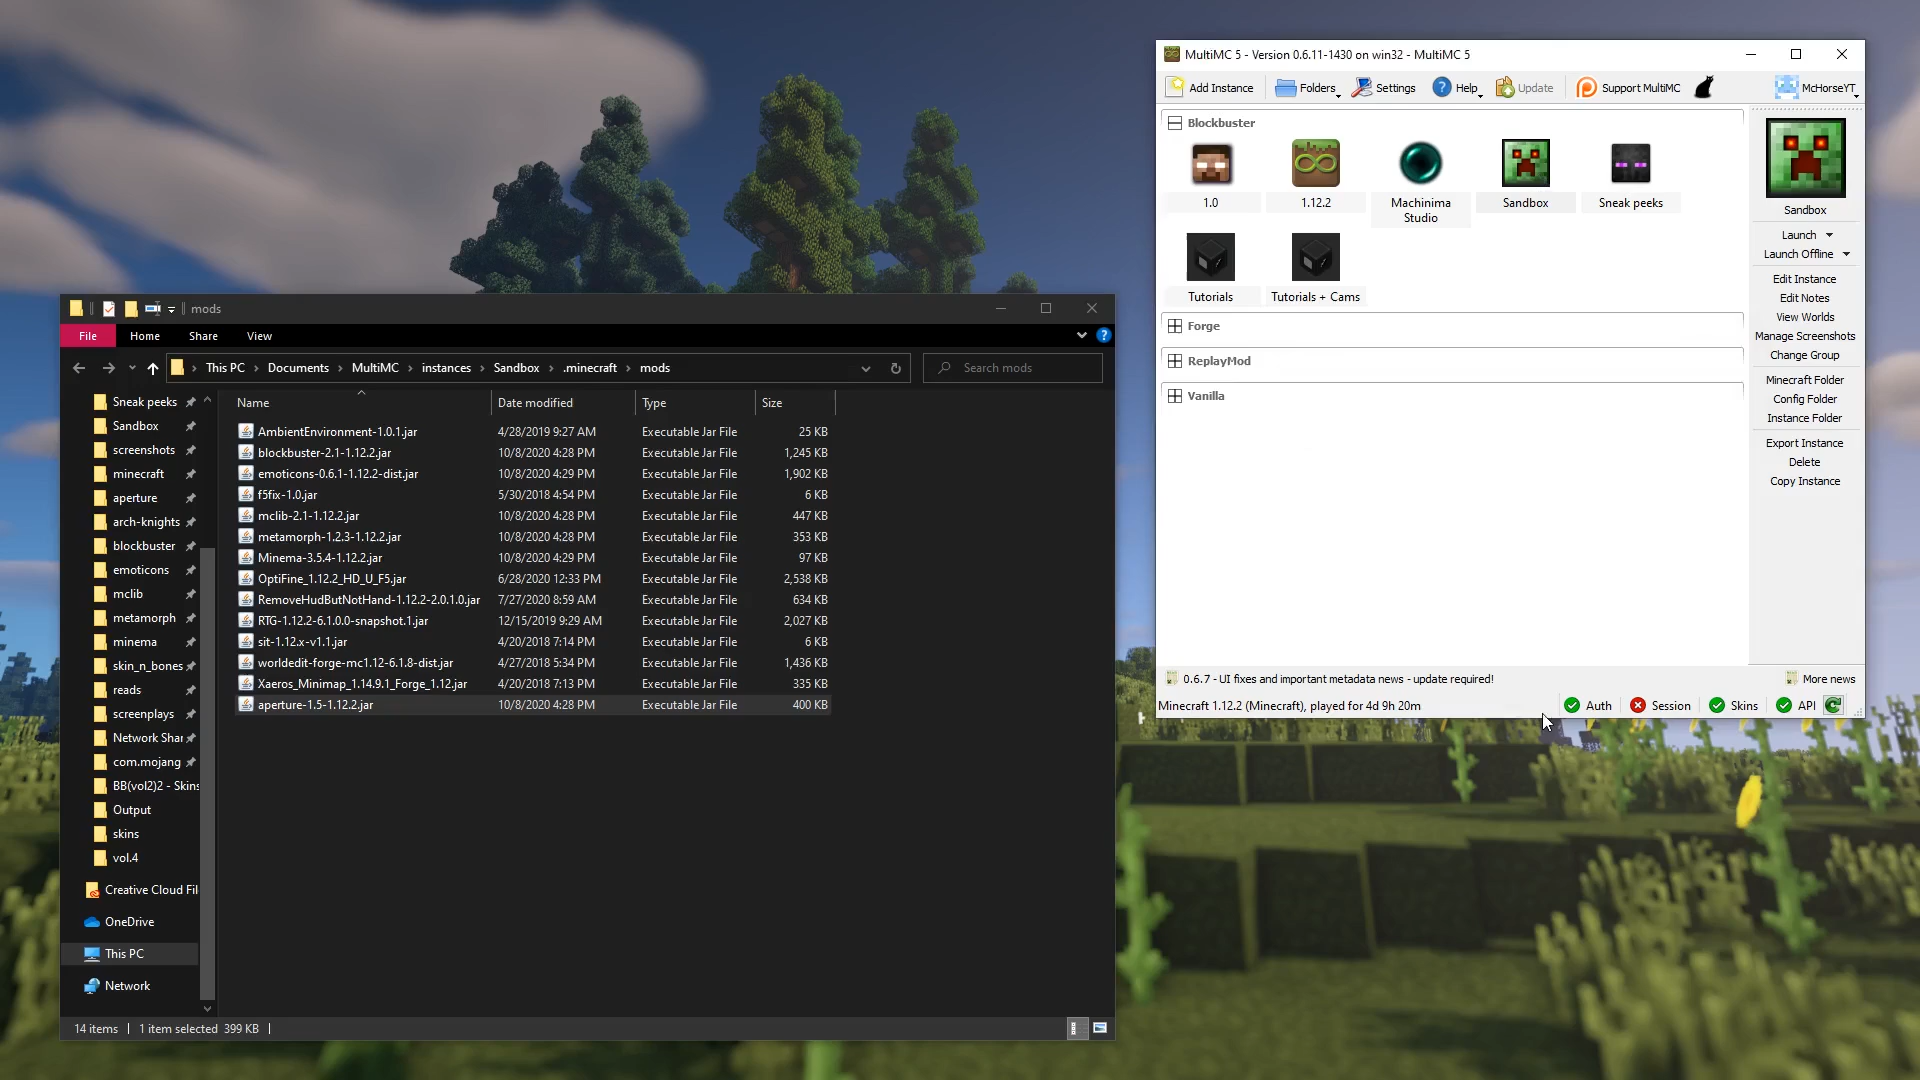 MultiMC 5 - Version 0.6.11-1430 on win32 - MultiMC 5
Add Instance Folders Settings Help Update Support MultiMC McHorseYT
Blockbuster
1.0 1.12.2 Machinima Studio Sandbox Sneak peeks
Tutorials Tutorials + Cams
Forge
ReplayMod
Vanilla
Sandbox
Launch
Launch Offline
Edit Instance
Edit Notes
View Worlds
Manage Screenshots
Change Group
Minecraft Folder
Config Folder
Instance Folder
Export Instance
Delete
Copy Instance
0.6.7 - UI fixes and important metadata news - update required! More news
Minecraft 1.12.2 (Minecraft), played for 4d 9h 20m Auth Session Skins API
mods
File Home Share View
This PC Documents MultiMC instances Sandbox .minecraft mods Search mods
Sneak peeks
Sandbox
screenshots
minecraft
aperture
arch-knights
blockbuster
emoticons
mclib
metamorph
minema
skin_n_bones
reads
screenplays
Network Shar
com.mojang
BB(vol2)2 - Skins
Output
skins
vol.4
Creative Cloud Fil
OneDrive
This PC
Network
Name Date modified Type Size
AmbientEnvironment-1.0.1.jar 4/28/2019 9:27 AM Executable Jar File 25 KB
blockbuster-2.1-1.12.2.jar 10/8/2020 4:28 PM Executable Jar File 1,245 KB
emoticons-0.6.1-1.12.2-dist.jar 10/8/2020 4:29 PM Executable Jar File 1,902 KB
f5fix-1.0.jar 5/30/2018 4:54 PM Executable Jar File 6 KB
mclib-2.1-1.12.2.jar 10/8/2020 4:28 PM Executable Jar File 447 KB
metamorph-1.2.3-1.12.2.jar 10/8/2020 4:28 PM Executable Jar File 353 KB
Minema-3.5.4-1.12.2.jar 10/8/2020 4:29 PM Executable Jar File 97 KB
OptiFine_1.12.2_HD_U_F5.jar 6/28/2020 12:33 PM Executable Jar File 2,538 KB
RemoveHudButNotHand-1.12.2-2.0.1.0.jar 7/27/2020 8:59 AM Executable Jar File 634 KB
RTG-1.12.2-6.1.0.0-snapshot.1.jar 12/15/2019 9:29 AM Executable Jar File 2,027 KB
sit-1.12.x-v1.1.jar 4/20/2018 7:14 PM Executable Jar File 6 KB
worldedit-forge-mc1.12-6.1.8-dist.jar 4/27/2018 5:34 PM Executable Jar File 1,436 KB
Xaeros_Minimap_1.14.9.1_Forge_1.12.jar 4/20/2018 7:13 PM Executable Jar File 335 KB
aperture-1.5-1.12.2.jar 10/8/2020 4:28 PM Executable Jar File 400 KB
14 items 1 item selected 399 KB